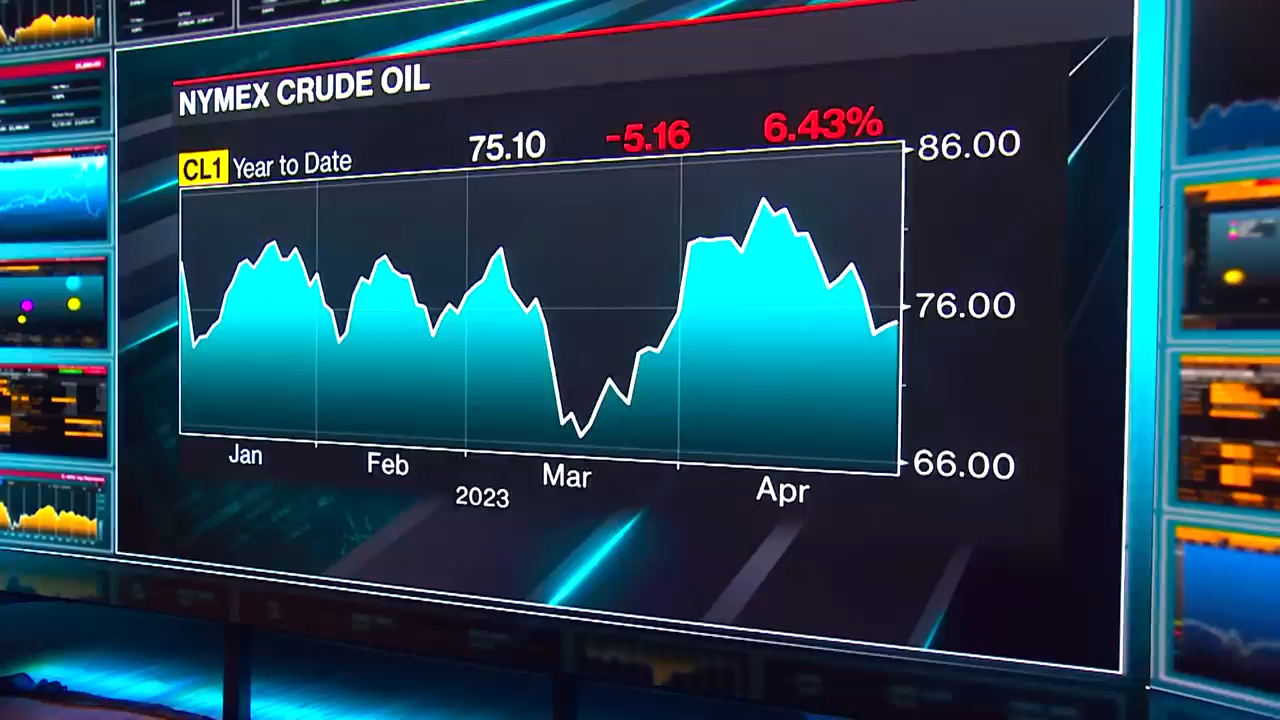 NYMEX CRUDE OIL
CL1 Year to Date 75.10 -5.16 6.43%
86.00
76.00
66.00
Jan Feb Mar Apr
2023